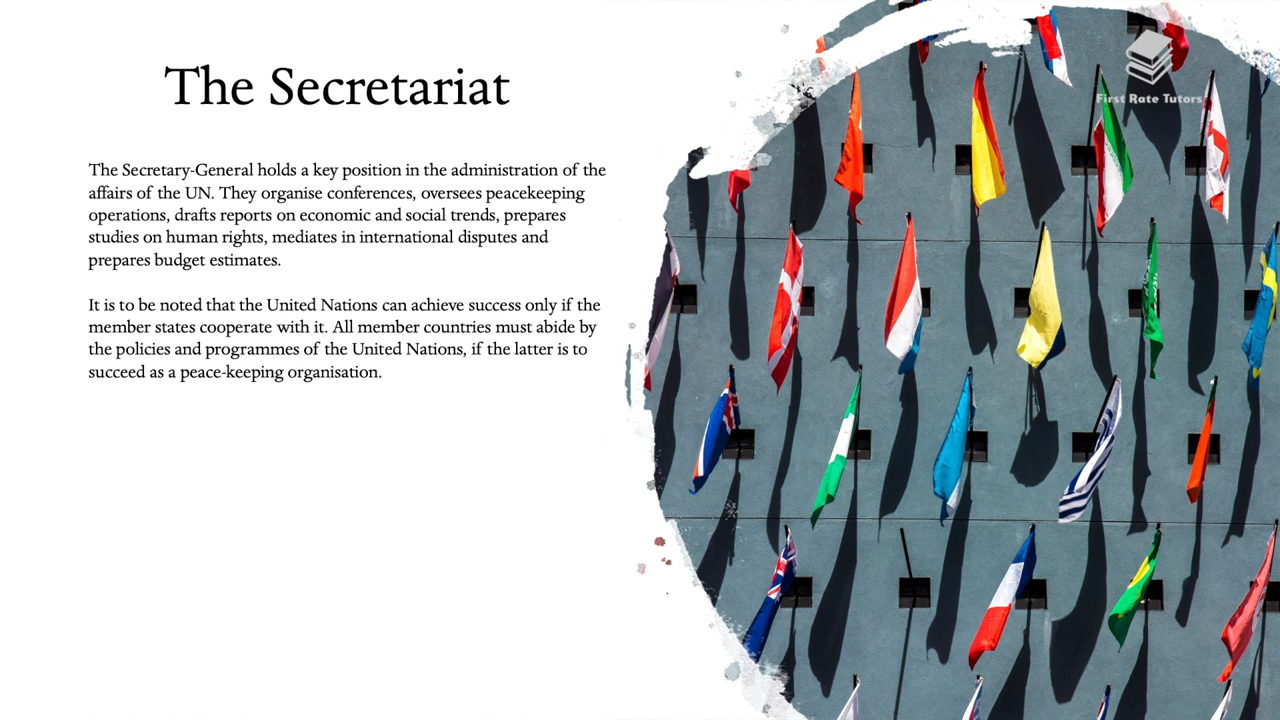 The Secretariat
First Rate Tutors
The Secretary-General holds a key position in the administration of the
affairs of the UN. They organise conferences, oversees peacekeeping
operations, drafts reports on economic and social trends, prepares
studies on human rights, mediates in international disputes and
prepares budget estimates.
It is to be noted that the United Nations can achieve success only if the
member states cooperate with it. All member countries must abide by
the policies and programmes of the United Nations, if the latter is to
succeed as a peace-keeping organisation.